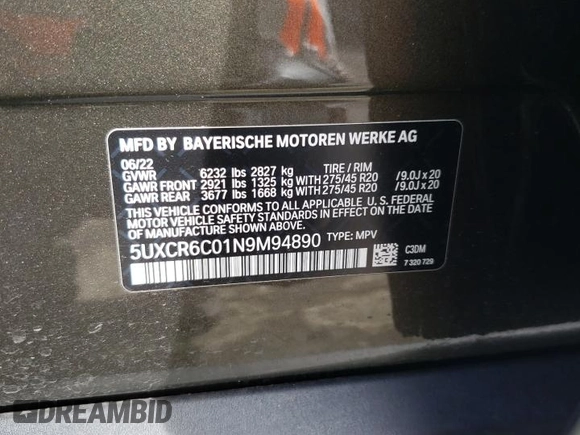 MFD BY BAYERISCHE MOTOREN WERKE AG
06/22
GVWR 6232 lbs 2827 kg TIRE / RIM
GAWR FRONT 2921 lbs 1325 kg WITH 275/45 R20 /9.0J x 20
GAWR REAR 3677 lbs 1668 kg WITH 275/45 R20 /9.0J x 20
THIS VEHICLE CONFORMS TO ALL APPLICABLE U.S. FEDERAL
MOTOR VEHICLE SAFETY STANDARDS IN EFFECT ON THE DATE
OF MANUFACTURE SHOWN ABOVE.
5UXCR6C01N9M94890 TYPE: MPV
C3DM
7 320 729
DREAMBID